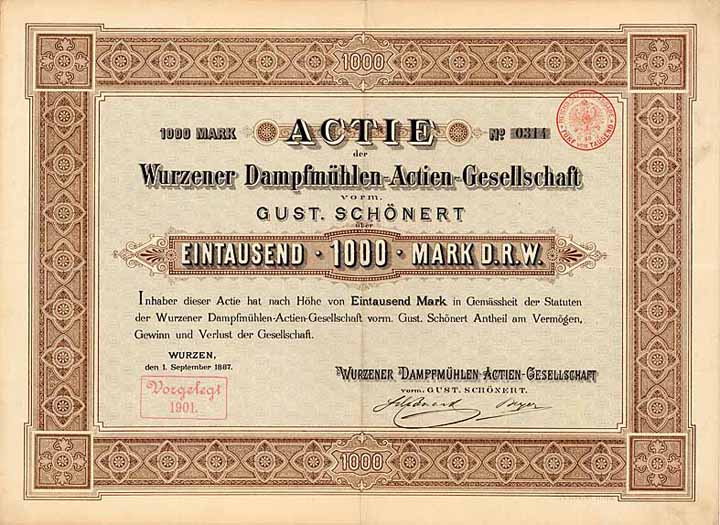 1000
1000 MARK ACTIE No 0314
der
Wurzener Dampfmühlen-Actien-Gesellschaft
vorm.
GUST. SCHÖNERT
über
EINTAUSEND · 1000 · MARK D.R.W.
Inhaber dieser Actie hat nach Höhe von Eintausend Mark in Gemässheit der Statuten
der Wurzener Dampfmühlen-Actien-Gesellschaft vorm. Gust. Schönert Antheil am Vermögen,
Gewinn und Verlust der Gesellschaft.
WURZEN,
den 1. September 1887.
Vorgelegt
1901.
WURZENER DAMPFMÜHLEN-ACTIEN-GESELLSCHAFT
vorm. GUST. SCHÖNERT.
1000